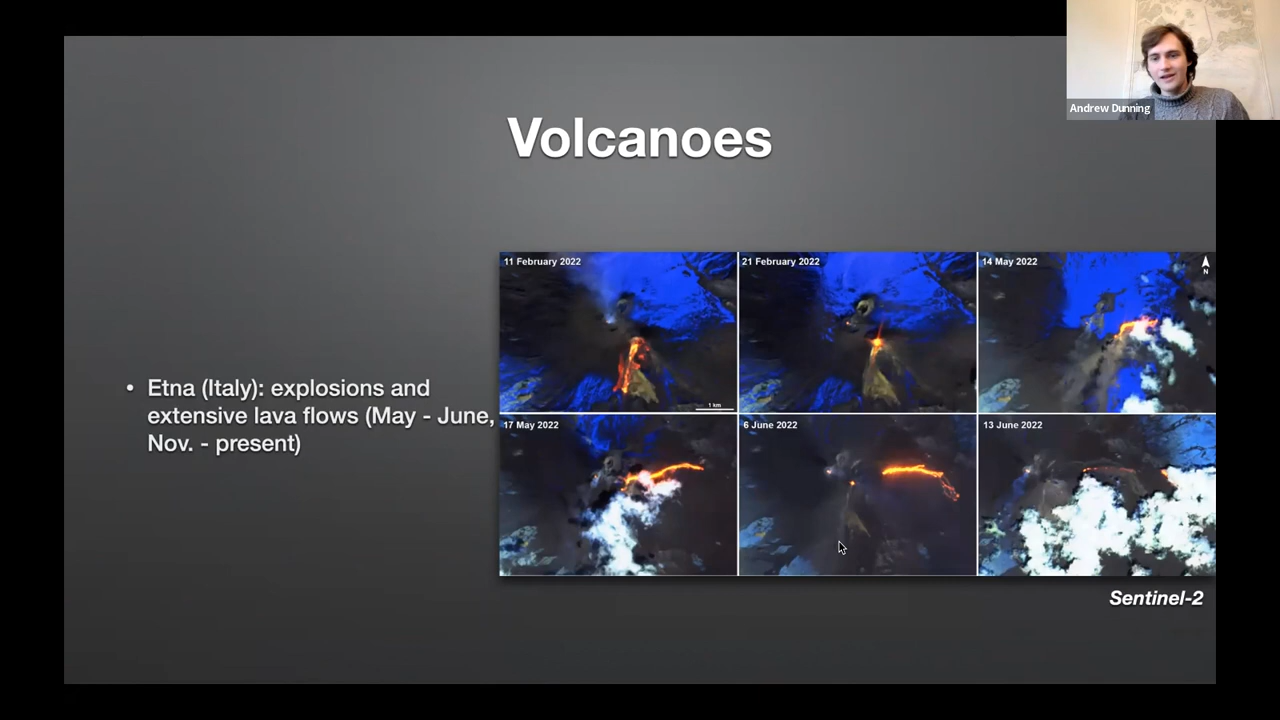 Andrew Dunning
Volcanoes
• Etna (Italy): explosions and
extensive lava flows (May - June,
Nov. - present)
11 February 2022
21 February 2022
14 May 2022
N
1 km
17 May 2022
6 June 2022
13 June 2022
Sentinel-2